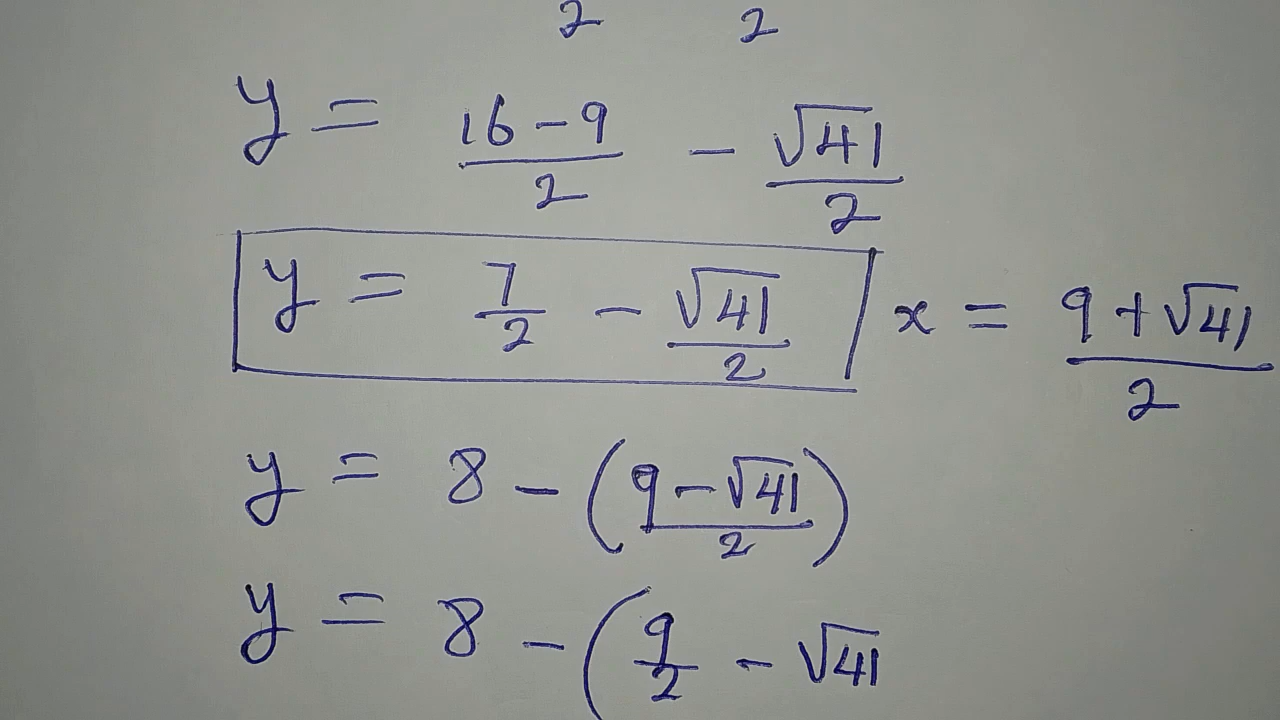 2 2
y = 16 - 9 / 2 - √41 / 2
y = 7/2 - √41 / 2 x = 9 + √41 / 2
y = 8 - (9 - √41 / 2)
y = 8 - (9/2 - √41